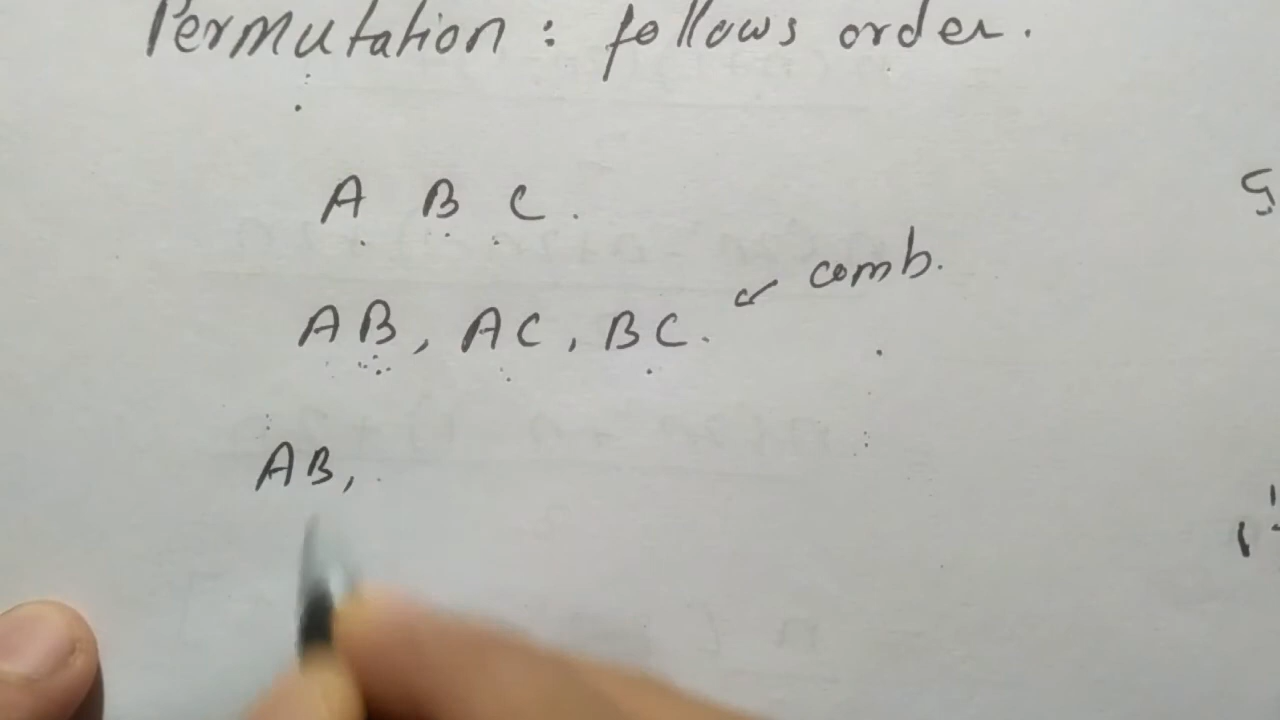 Permutation : follows order.
A B C.
comb.
AB, AC, BC.
AB,